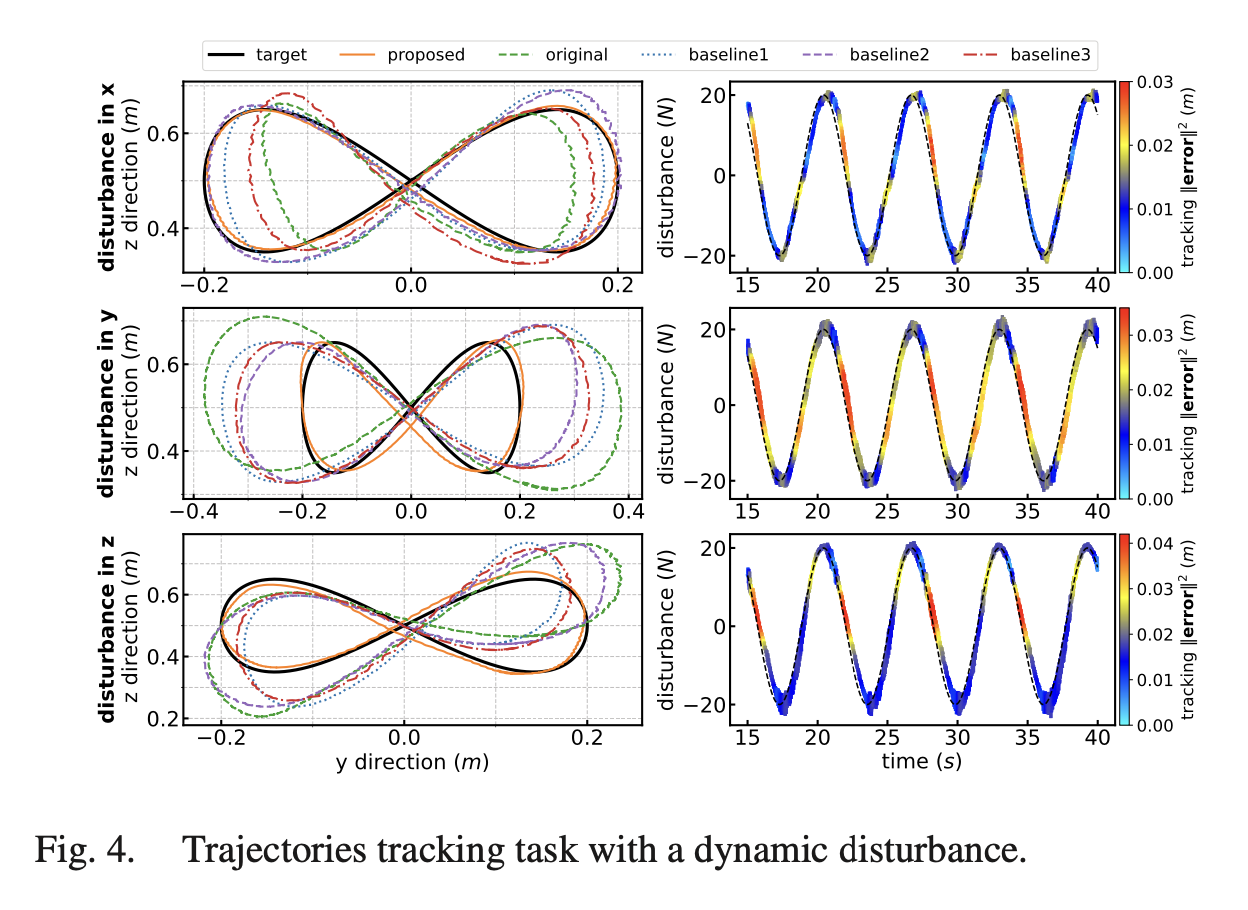 target proposed original baseline1 baseline2 baseline3
disturbance in x
z direction (m)
0.6
0.4
−0.2 0.0 0.2
disturbance (N)
20
0
−20
15 20 25 30 35 40
0.03
0.02
0.01
0.00
tracking ||error||² (m)
disturbance in y
z direction (m)
0.6
0.4
−0.4 −0.2 0.0 0.2 0.4
disturbance (N)
20
0
−20
15 20 25 30 35 40
0.03
0.02
0.01
0.00
tracking ||error||² (m)
disturbance in z
z direction (m)
0.6
0.4
0.2
−0.2 0.0 0.2
y direction (m)
disturbance (N)
20
0
−20
15 20 25 30 35 40
time (s)
0.04
0.03
0.02
0.01
0.00
tracking ||error||² (m)
Fig. 4. Trajectories tracking task with a dynamic disturbance.